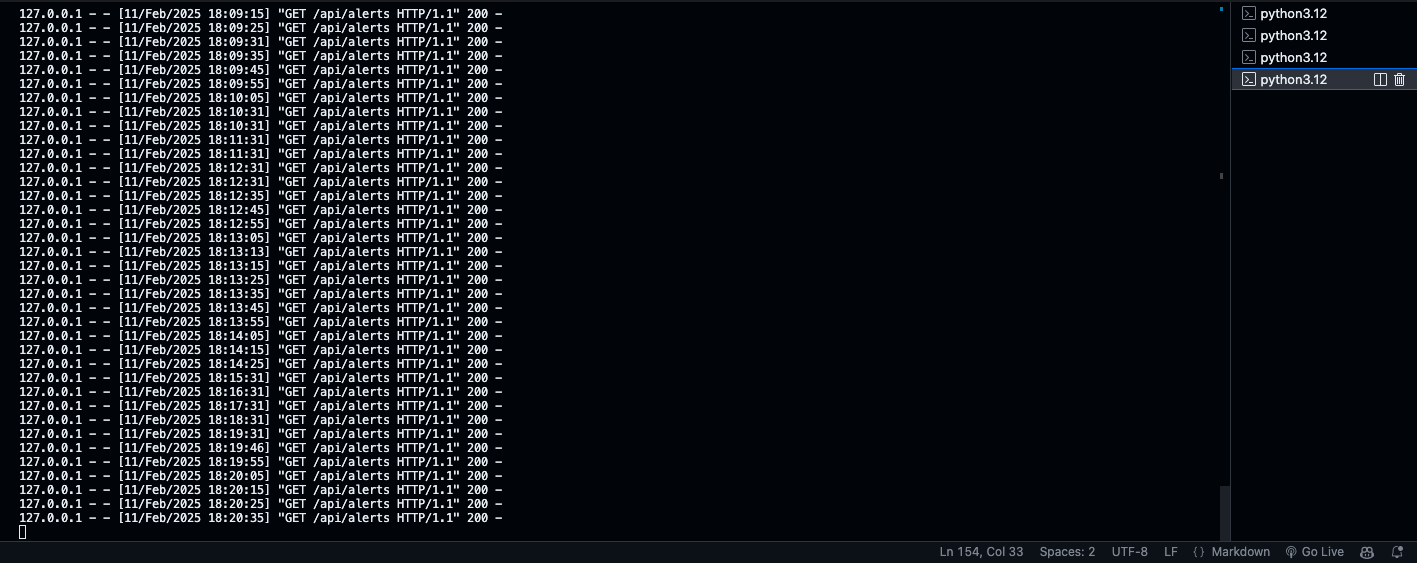 127.0.0.1 - - [11/Feb/2025 18:09:15] "GET /api/alerts HTTP/1.1" 200 -
127.0.0.1 - - [11/Feb/2025 18:09:25] "GET /api/alerts HTTP/1.1" 200 -
127.0.0.1 - - [11/Feb/2025 18:09:31] "GET /api/alerts HTTP/1.1" 200 -
127.0.0.1 - - [11/Feb/2025 18:09:35] "GET /api/alerts HTTP/1.1" 200 -
127.0.0.1 - - [11/Feb/2025 18:09:45] "GET /api/alerts HTTP/1.1" 200 -
127.0.0.1 - - [11/Feb/2025 18:09:55] "GET /api/alerts HTTP/1.1" 200 -
127.0.0.1 - - [11/Feb/2025 18:10:05] "GET /api/alerts HTTP/1.1" 200 -
127.0.0.1 - - [11/Feb/2025 18:10:31] "GET /api/alerts HTTP/1.1" 200 -
127.0.0.1 - - [11/Feb/2025 18:10:31] "GET /api/alerts HTTP/1.1" 200 -
127.0.0.1 - - [11/Feb/2025 18:11:31] "GET /api/alerts HTTP/1.1" 200 -
127.0.0.1 - - [11/Feb/2025 18:11:31] "GET /api/alerts HTTP/1.1" 200 -
127.0.0.1 - - [11/Feb/2025 18:12:31] "GET /api/alerts HTTP/1.1" 200 -
127.0.0.1 - - [11/Feb/2025 18:12:31] "GET /api/alerts HTTP/1.1" 200 -
127.0.0.1 - - [11/Feb/2025 18:12:35] "GET /api/alerts HTTP/1.1" 200 -
127.0.0.1 - - [11/Feb/2025 18:12:45] "GET /api/alerts HTTP/1.1" 200 -
127.0.0.1 - - [11/Feb/2025 18:12:55] "GET /api/alerts HTTP/1.1" 200 -
127.0.0.1 - - [11/Feb/2025 18:13:05] "GET /api/alerts HTTP/1.1" 200 -
127.0.0.1 - - [11/Feb/2025 18:13:13] "GET /api/alerts HTTP/1.1" 200 -
127.0.0.1 - - [11/Feb/2025 18:13:15] "GET /api/alerts HTTP/1.1" 200 -
127.0.0.1 - - [11/Feb/2025 18:13:25] "GET /api/alerts HTTP/1.1" 200 -
127.0.0.1 - - [11/Feb/2025 18:13:35] "GET /api/alerts HTTP/1.1" 200 -
127.0.0.1 - - [11/Feb/2025 18:13:45] "GET /api/alerts HTTP/1.1" 200 -
127.0.0.1 - - [11/Feb/2025 18:13:55] "GET /api/alerts HTTP/1.1" 200 -
127.0.0.1 - - [11/Feb/2025 18:14:05] "GET /api/alerts HTTP/1.1" 200 -
127.0.0.1 - - [11/Feb/2025 18:14:15] "GET /api/alerts HTTP/1.1" 200 -
127.0.0.1 - - [11/Feb/2025 18:14:25] "GET /api/alerts HTTP/1.1" 200 -
127.0.0.1 - - [11/Feb/2025 18:15:31] "GET /api/alerts HTTP/1.1" 200 -
127.0.0.1 - - [11/Feb/2025 18:16:31] "GET /api/alerts HTTP/1.1" 200 -
127.0.0.1 - - [11/Feb/2025 18:17:31] "GET /api/alerts HTTP/1.1" 200 -
127.0.0.1 - - [11/Feb/2025 18:18:31] "GET /api/alerts HTTP/1.1" 200 -
127.0.0.1 - - [11/Feb/2025 18:19:31] "GET /api/alerts HTTP/1.1" 200 -
127.0.0.1 - - [11/Feb/2025 18:19:46] "GET /api/alerts HTTP/1.1" 200 -
127.0.0.1 - - [11/Feb/2025 18:19:55] "GET /api/alerts HTTP/1.1" 200 -
127.0.0.1 - - [11/Feb/2025 18:20:05] "GET /api/alerts HTTP/1.1" 200 -
127.0.0.1 - - [11/Feb/2025 18:20:15] "GET /api/alerts HTTP/1.1" 200 -
127.0.0.1 - - [11/Feb/2025 18:20:25] "GET /api/alerts HTTP/1.1" 200 -
127.0.0.1 - - [11/Feb/2025 18:20:35] "GET /api/alerts HTTP/1.1" 200 -
python3.12
python3.12
python3.12
python3.12
Ln 154, Col 33 Spaces: 2 UTF-8 LF {} Markdown Go Live